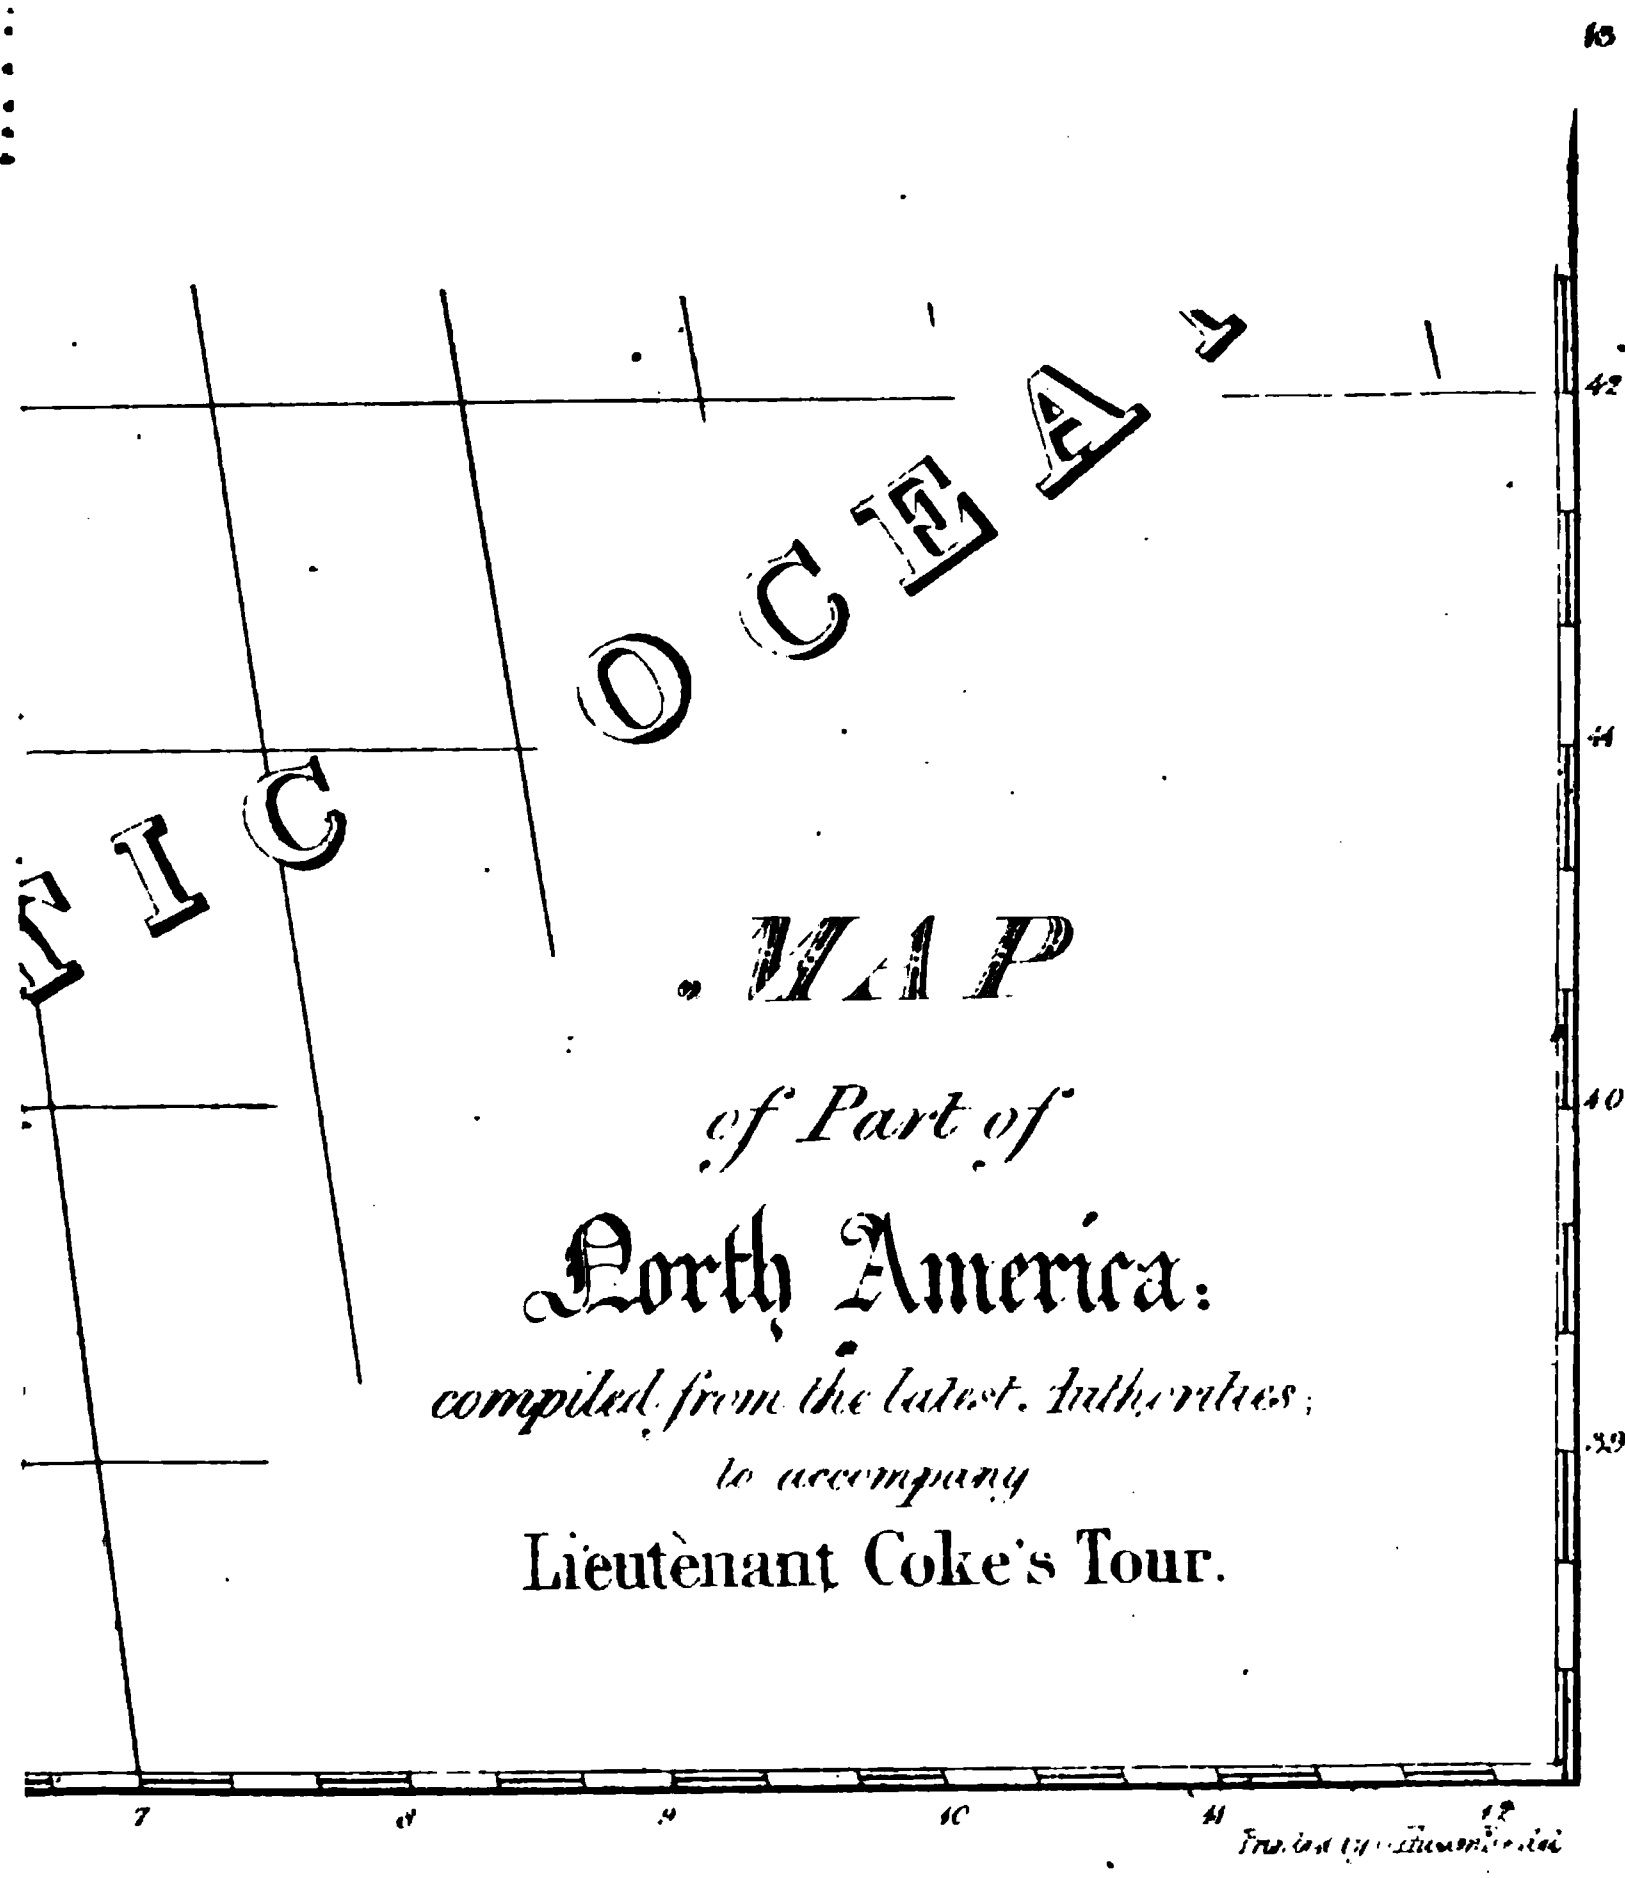 42
TIC OCEA
41
MAP
of Part of
40
North America:
compiled from the latest Authorities;
39
to accompany
Lieutenant Coke's Tour.
7 8 9 10 11 12